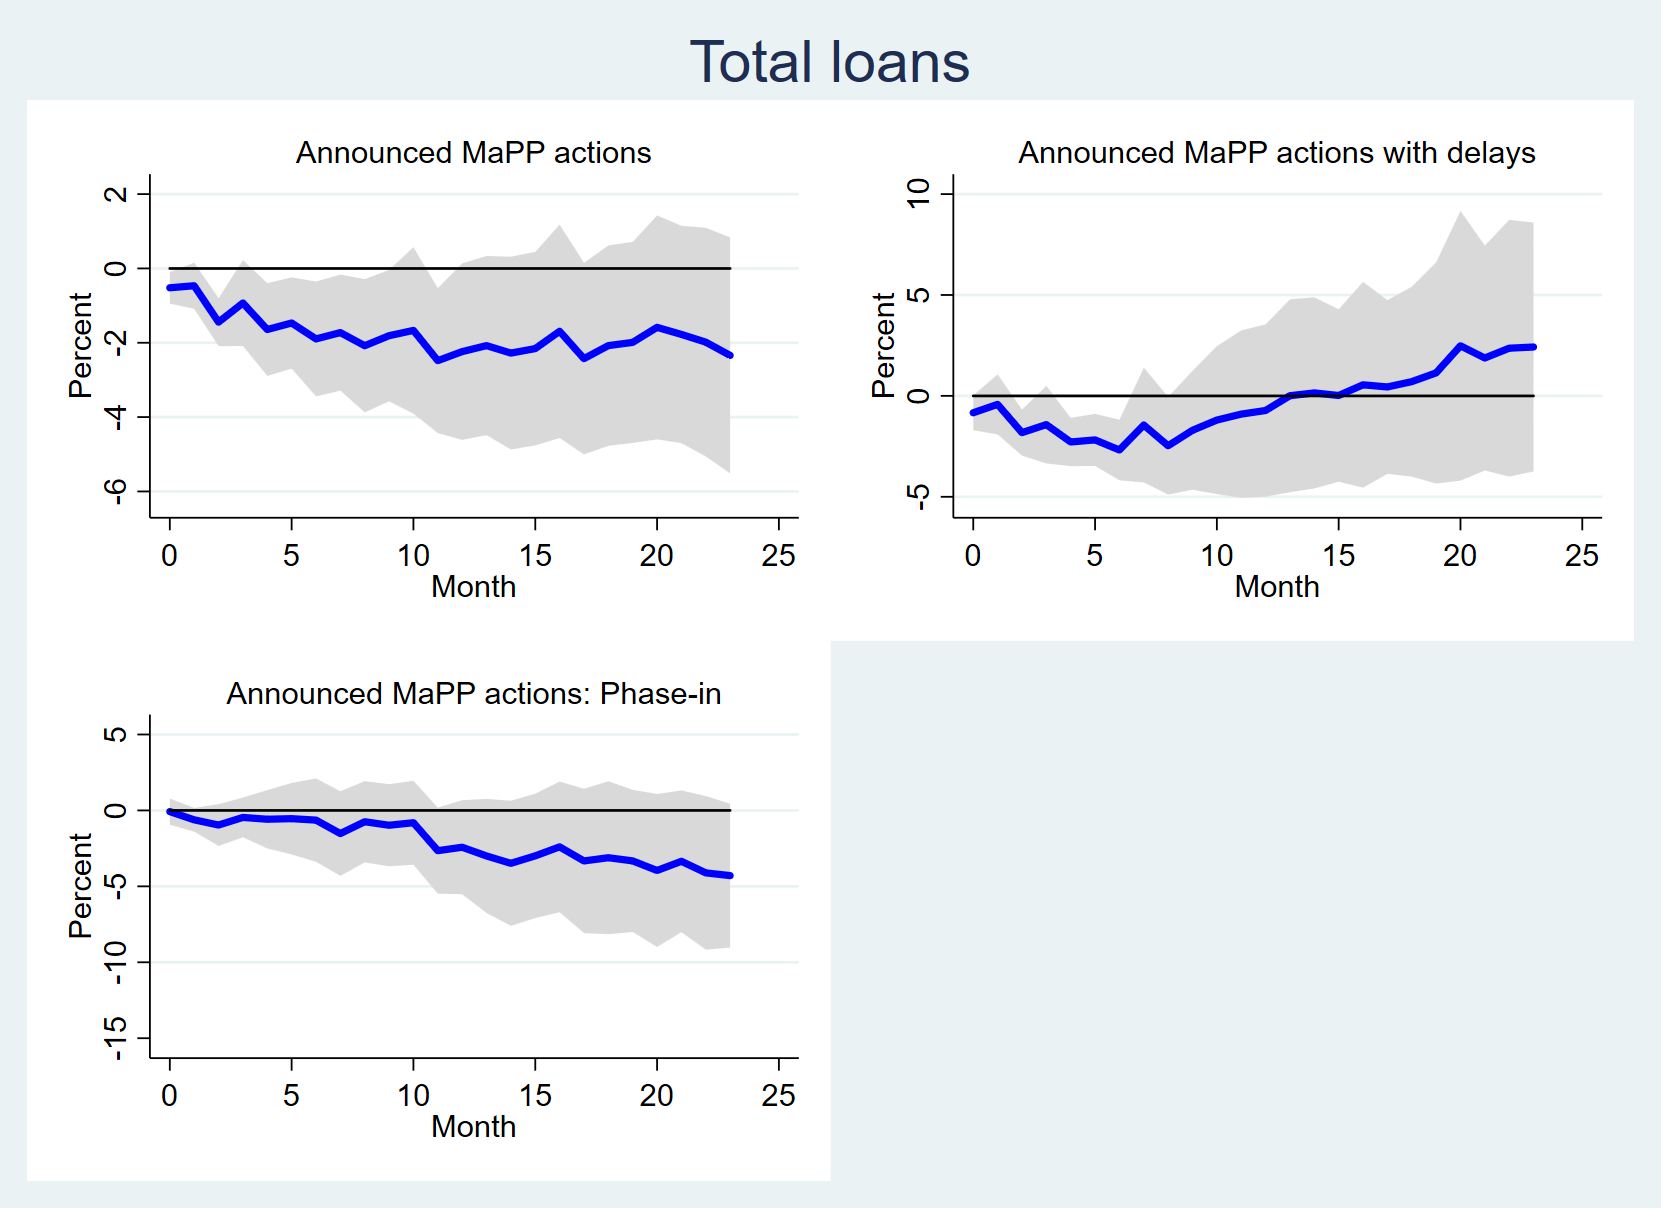 Total loans
Announced MaPP actions
Percent
2
0
-2
-4
-6
0 5 10 15 20 25
Month
Announced MaPP actions with delays
Percent
10
5
0
-5
0 5 10 15 20 25
Month
Announced MaPP actions: Phase-in
Percent
5
0
-5
-10
-15
0 5 10 15 20 25
Month